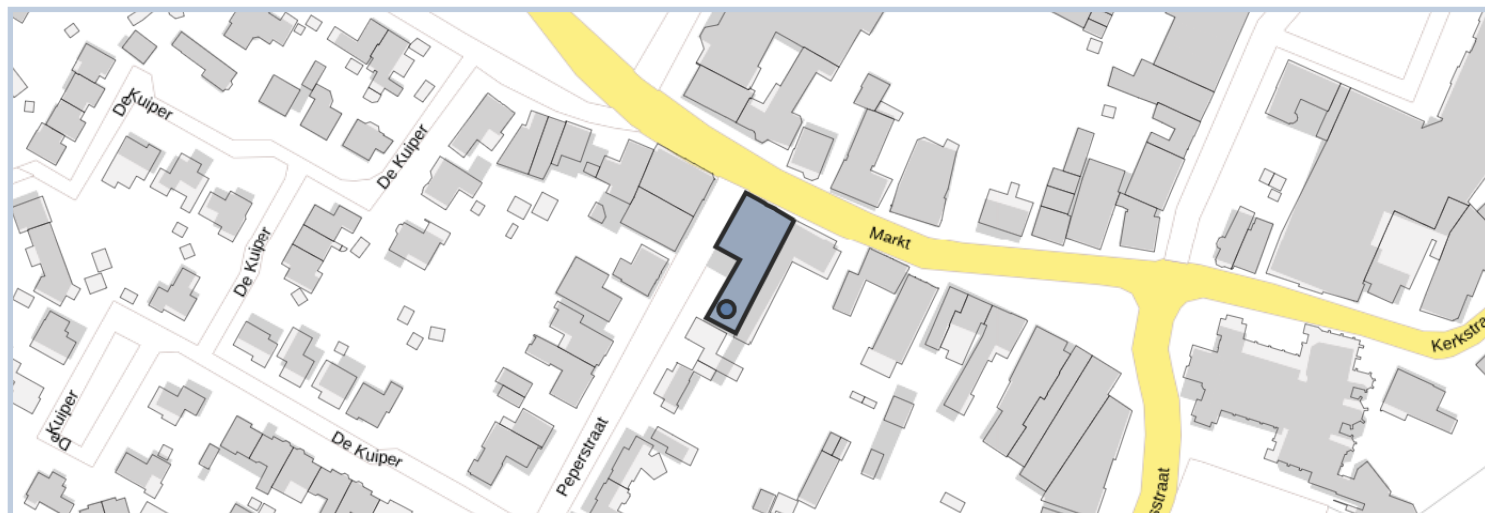 De Kuiper
De Kuiper
Markt
De Kuiper
Kerkstra
De Kuiper
De Kuiper
Peperstraat
sstraat